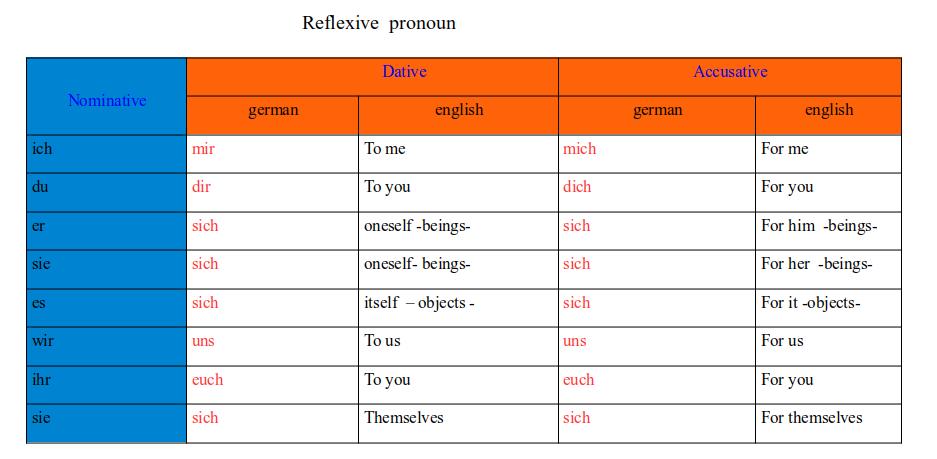 Reflexive pronoun
Nominative Dative Accusative
german english german english
ich mir To me mich For me
du dir To you dich For you
er sich oneself -beings- sich For him -beings-
sie sich oneself- beings- sich For her -beings-
es sich itself – objects - sich For it -objects-
wir uns To us uns For us
ihr euch To you euch For you
sie sich Themselves sich For themselves